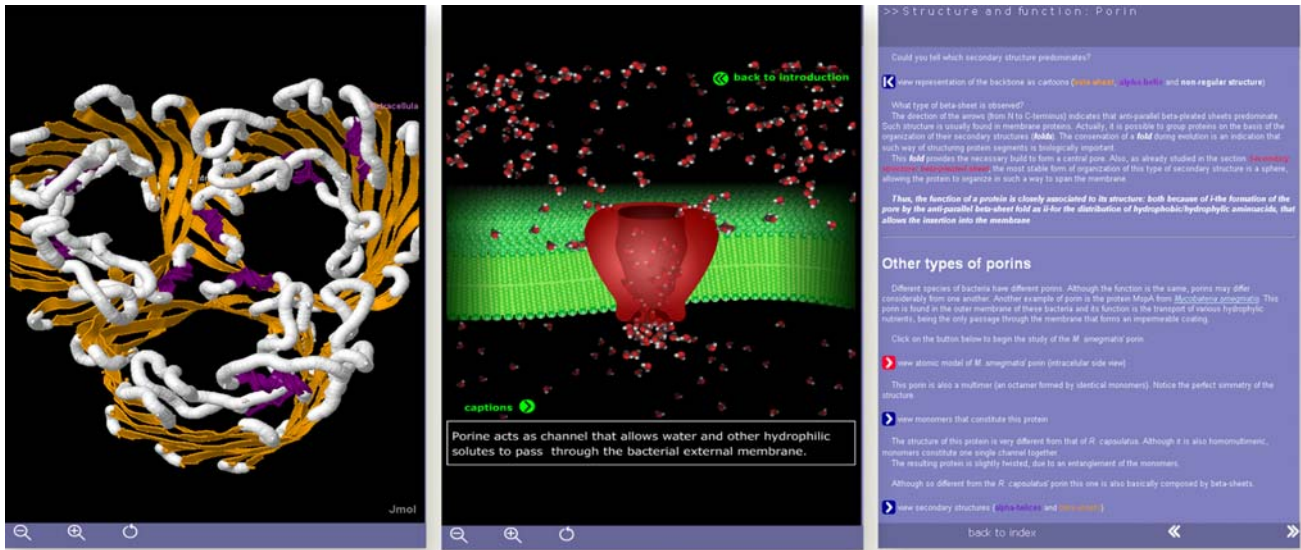 extracellula
Jmol
back to introduction
captions
Porine acts as channel that allows water and other hydrophilic
solutes to pass through the bacterial external membrane.
>> Structure and function: Porin
Could you tell which secondary structure predominates?
view representation of the backbone as cartoons (beta-sheet, alpha-helix and non-regular structure)
What type of beta-sheet is observed?
The direction of the arrows (from N to C-terminus) indicates that anti-parallel beta-pleated sheets predominate.
Such structure is usually found in membrane proteins. Actually, it is possible to group proteins on the basis of the
organization of their secondary structures (folds). The conservation of a fold during evolution is an indication that
such way of structuring protein segments is biologically important.
This fold provides the necessary build to form a central pore. Also, as already studied in the section Secondary
structure: beta-pleated sheet, the most stable form of organization of this type of secondary structure is a sphere,
allowing the protein to organize in such a way to span the membrane.
Thus, the function of a protein is closely associated to its structure: both because of i-the formation of the
pore by the anti-parallel beta-sheet fold as ii-for the distribution of hydrophobic/hydrophylic aminoacids, that
allows the insertion into the membrane
Other types of porins
Different species of bacteria have different porins. Although the function is the same, porins may differ
considerably from one another. Another example of porin is the protein MspA from Mycobateria smegmatis. This
porin is found in the outer membrane of these bacteria and its function is the transport of various hydrophylic
nutrients, being the only passage through the membrane that forms an impermeable coating).
Click on the button below to begin the study of the M. smegmatis' porin.
view atomic model of M. smegmatis' porin (intracelular side view)
This porin is also a multimer (an octamer formed by identical monomers). Notice the perfect simmetry of the
structure.
view monomers that constitute this protein
The structure of this protein is very different from that of R. capsulatus. Although it is also homomultimeric,
monomers constitute one single channel together.
The resulting protein is slightly twisted, due to an entanglement of the monomers.
Although so different from the R. capsulatus' porin this one is also basically composed by beta-sheets.
view secondary structures (alpha-helices and beta-sheets)
back to index